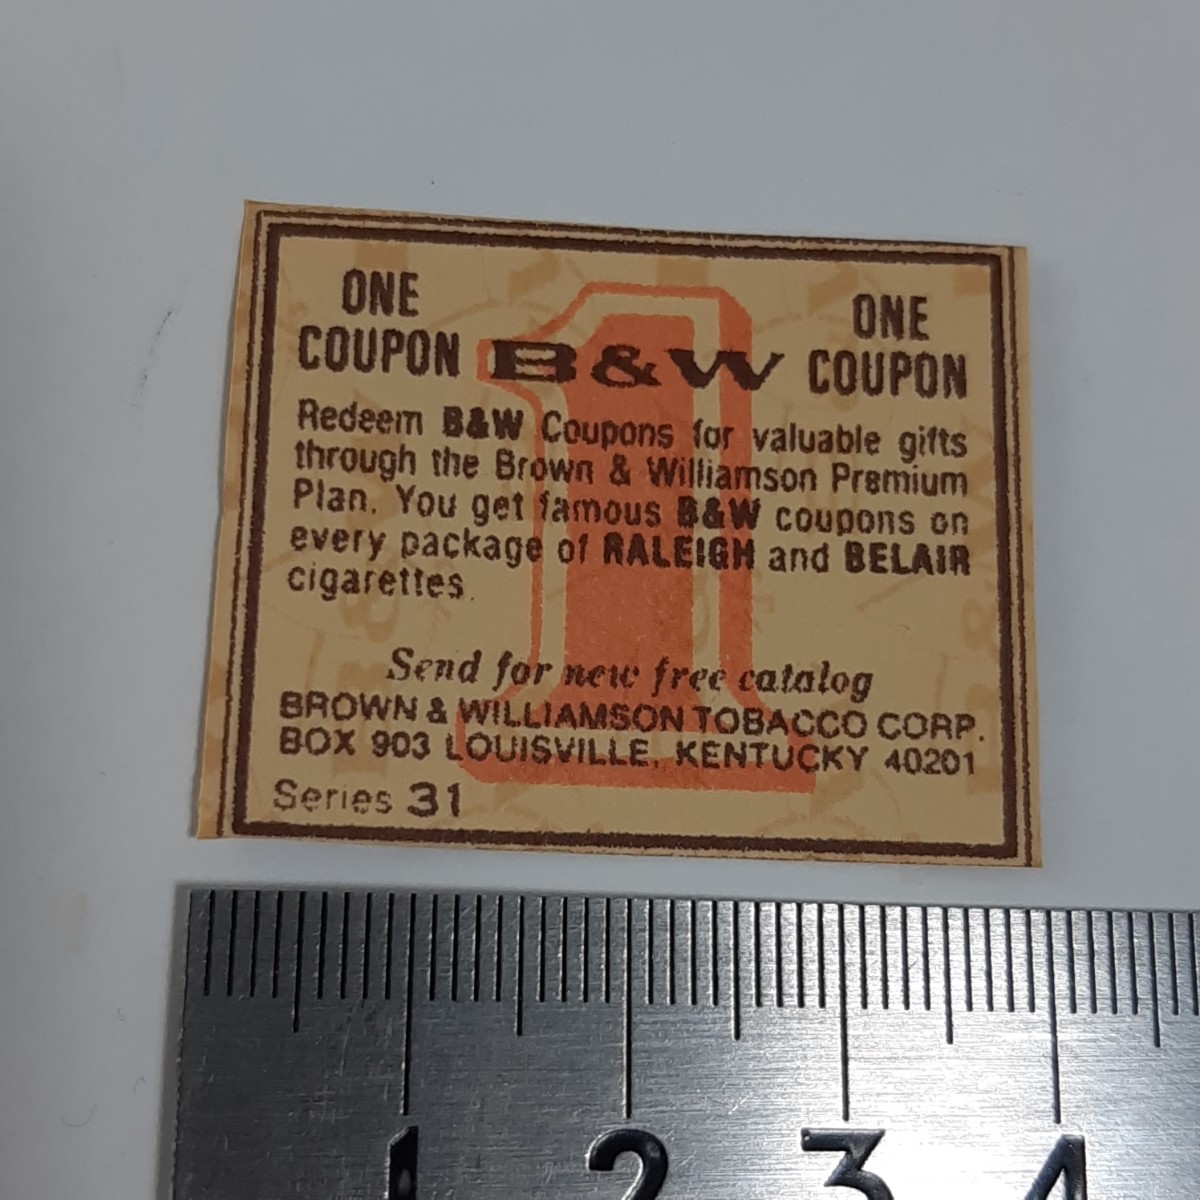 ONE
COUPON
B&W
ONE
COUPON
1
Redeem B&W Coupons for valuable gifts
through the Brown & Williamson Premium
Plan. You get famous B&W coupons on
every package of RALEIGH and BELAIR
cigarettes.
Send for new free catalog
BROWN & WILLIAMSON TOBACCO CORP.
BOX 903 LOUISVILLE, KENTUCKY 40201
Series 31
1 2 3 4